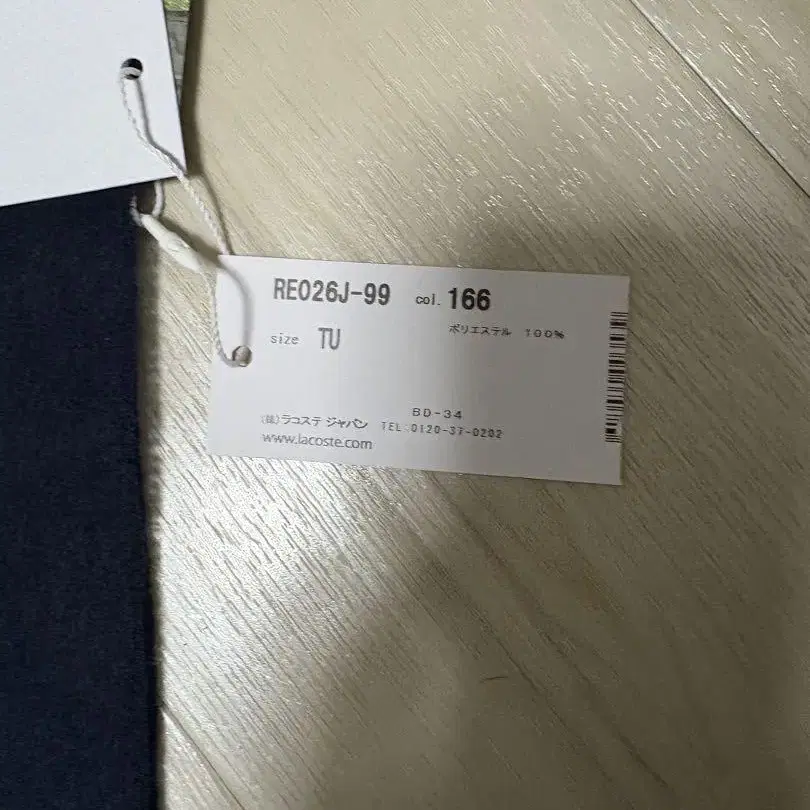 RE026J-99 col. 166
size TU ポリエステル 100%
BD-34
(株)ラコステ ジャパン TEL:0120-37-0202
www.lacoste.com